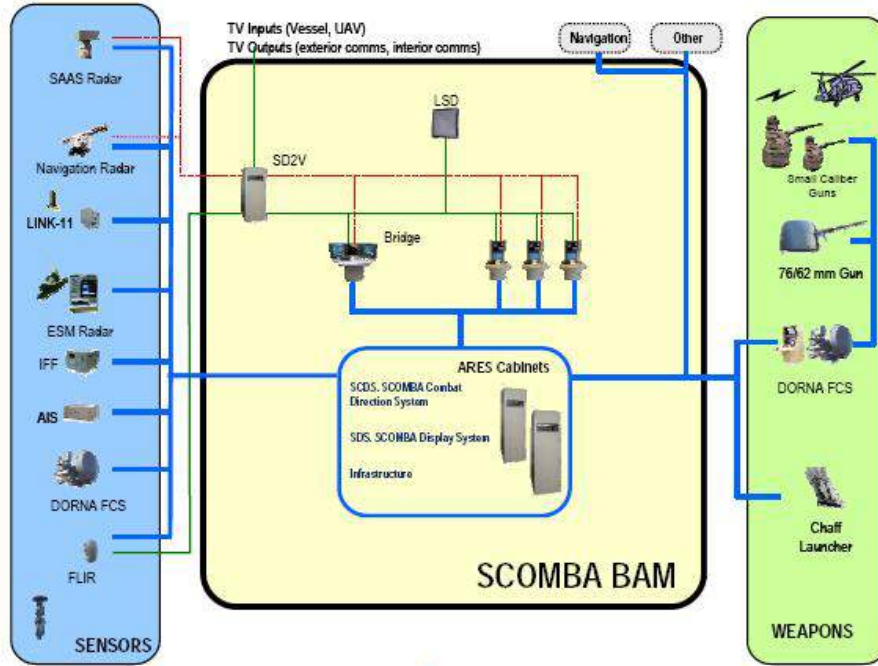 TV Inputs (Vessel, UAV)
TV Outputs (exterior comms, interior comms)
Navigation
Other
SAAS Radar
Navigation Radar
LINK-11
ESM Radar
IFF
AIS
DORNA FCS
FLIR
SENSORS
LSD
SD2V
Bridge
ARES Cabinets
SCDS. SCOMBA Combat
Direction System
SDS. SCOMBA Display System
Infrastructure
SCOMBA BAM
Small Caliber
Guns
76/62 mm Gun
DORNA FCS
Chaff
Launcher
WEAPONS